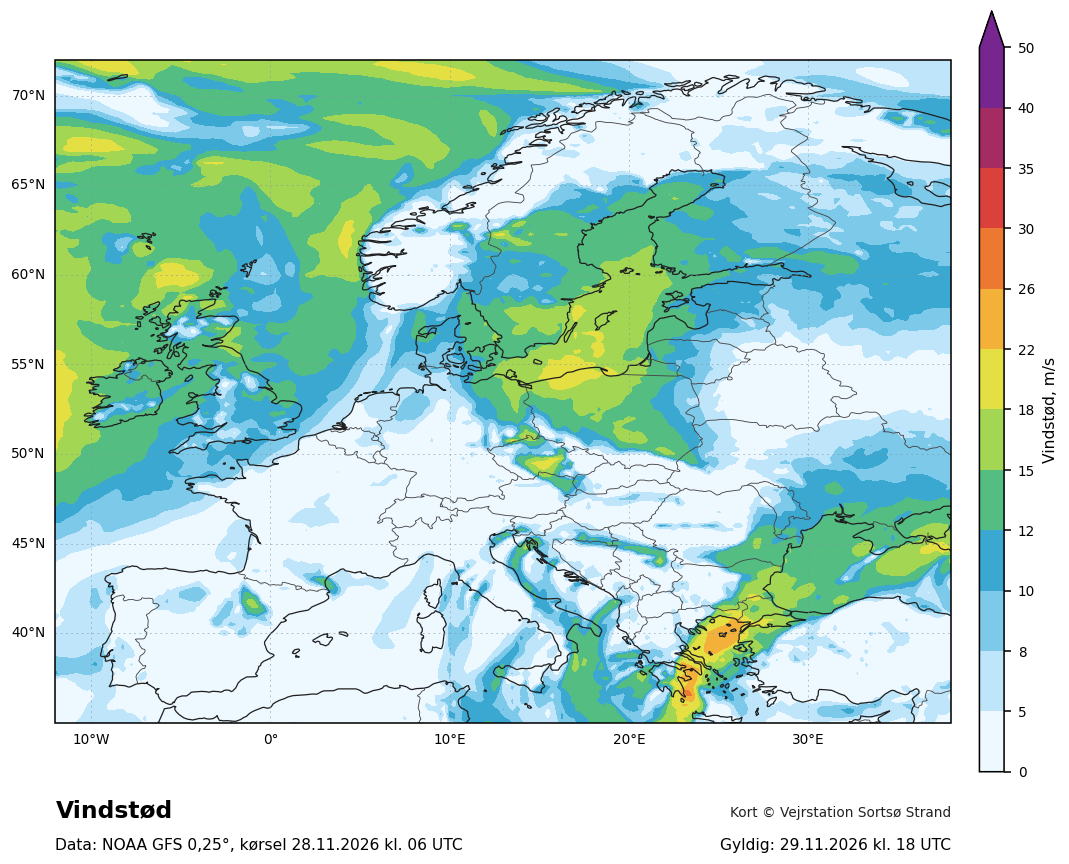 50
40
35
30
26
22
18
15
12
10
8
5
0
Vindstød, m/s
70°N
65°N
60°N
55°N
50°N
45°N
40°N
10°W
0°
10°E
20°E
30°E
Vindstød
Kort © Vejrstation Sortsø Strand
Data: NOAA GFS 0,25°, kørsel 28.11.2026 kl. 06 UTC
Gyldig: 29.11.2026 kl. 18 UTC